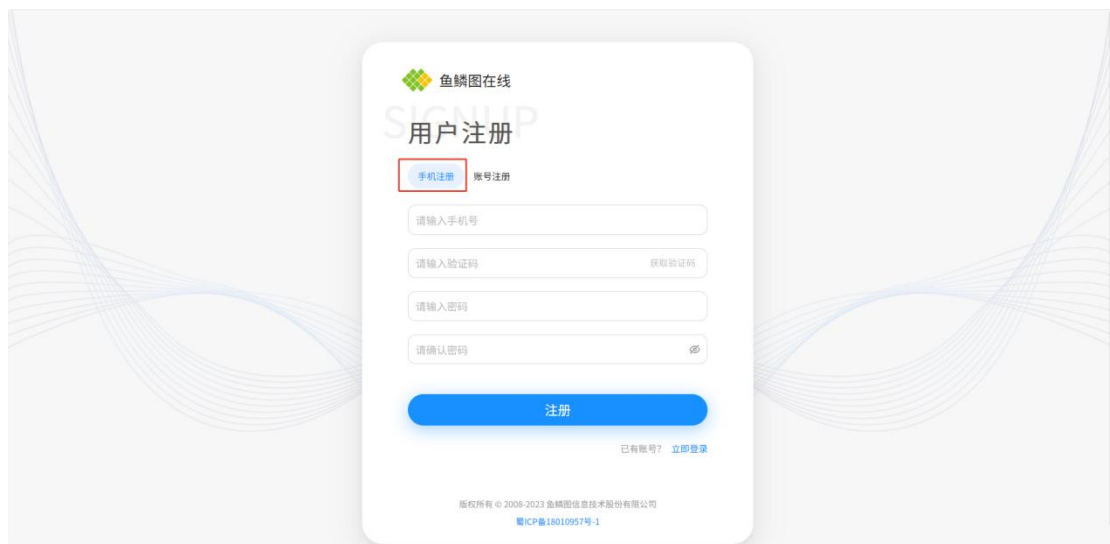 鱼鳞图在线
SIGNUP
用户注册
手机注册 账号注册
请输入手机号
请输入验证码 获取验证码
请输入密码
请确认密码
注册
已有账号? 立即登录
版权所有 © 2008-2023 鱼鳞图信息技术股份有限公司
蜀ICP备18010957号-1